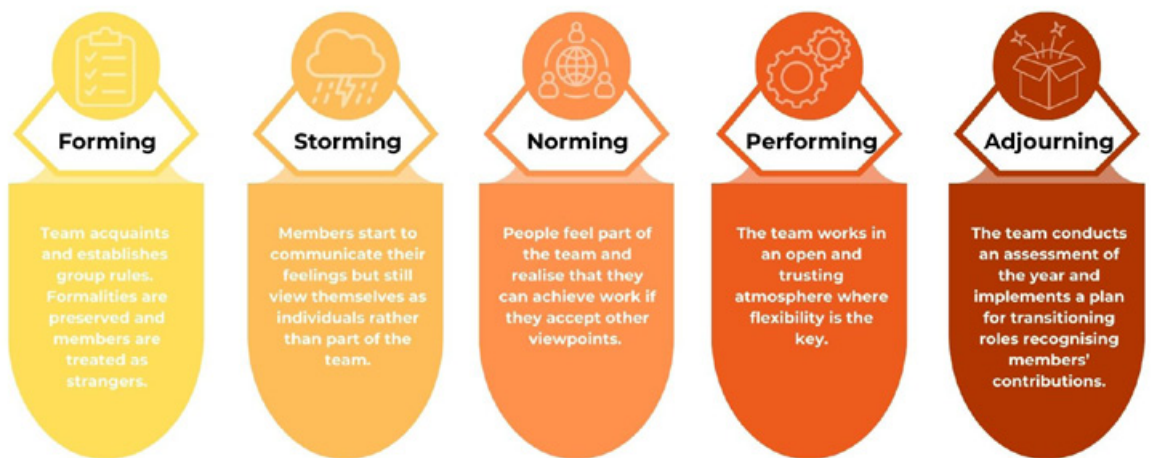 Forming
Team acquaints
and establishes
group rules.
Formalities are
preserved and
members are
treated as
strangers.
Storming
Members start to
communicate their
feelings but still
view themselves as
individuals rather
than part of the
team.
Norming
People feel part of
the team and
realise that they
can achieve work if
they accept other
viewpoints.
Performing
The team works in
an open and
trusting
atmosphere where
flexibility is the
key.
Adjourning
The team conducts
an assessment of
the year and
implements a plan
for transitioning
roles recognising
members'
contributions.